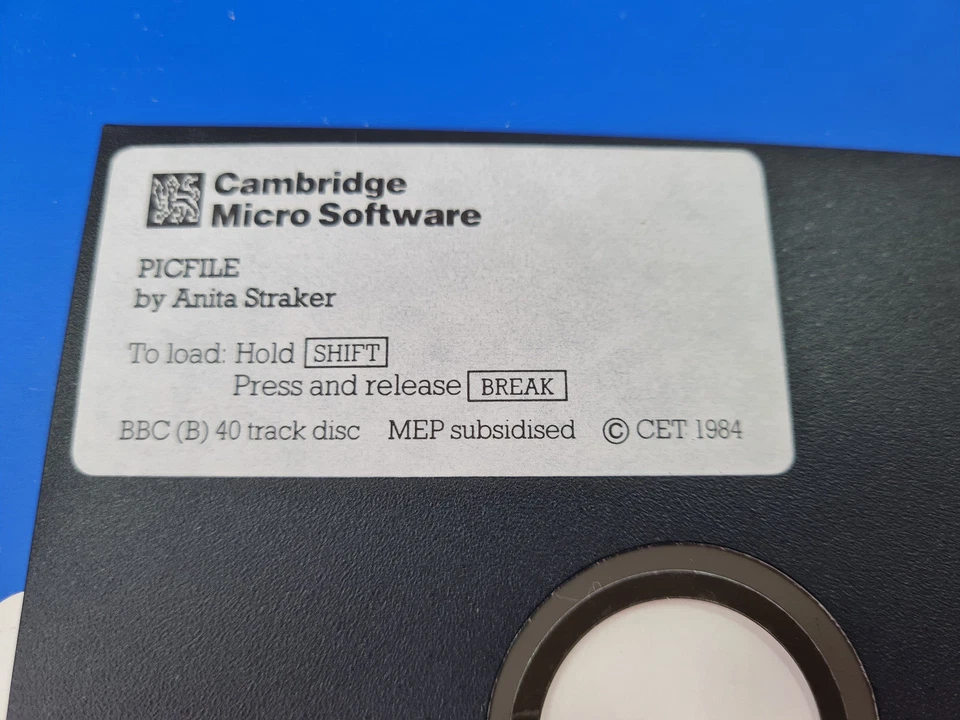 Cambridge
Micro Software
PICFILE
by Anita Straker
To load: Hold SHIFT
Press and release BREAK
BBC (B) 40 track disc MEP subsidised © CET 1984